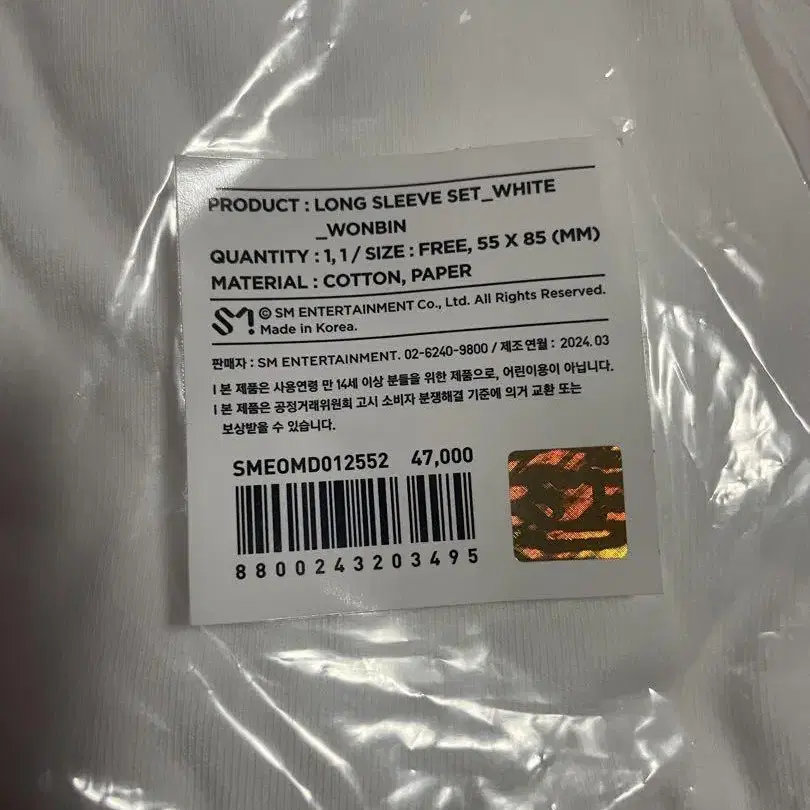 PRODUCT : LONG SLEEVE SET_WHITE
_WONBIN
QUANTITY : 1, 1 / SIZE : FREE, 55 X 85 (MM)
MATERIAL : COTTON, PAPER
SM! © SM ENTERTAINMENT Co., Ltd. All Rights Reserved.
Made in Korea.
판매자 : SM ENTERTAINMENT. 02-6240-9800 / 제조 연월 : 2024. 03
l 본 제품은 사용연령 만 14세 이상 분들을 위한 제품으로, 어린이용이 아닙니다.
l 본 제품은 공정거래위원회 고시 소비자 분쟁해결 기준에 의거 교환 또는
보상받을 수 있습니다.
SMEOMD012552 47,000
8800243203495